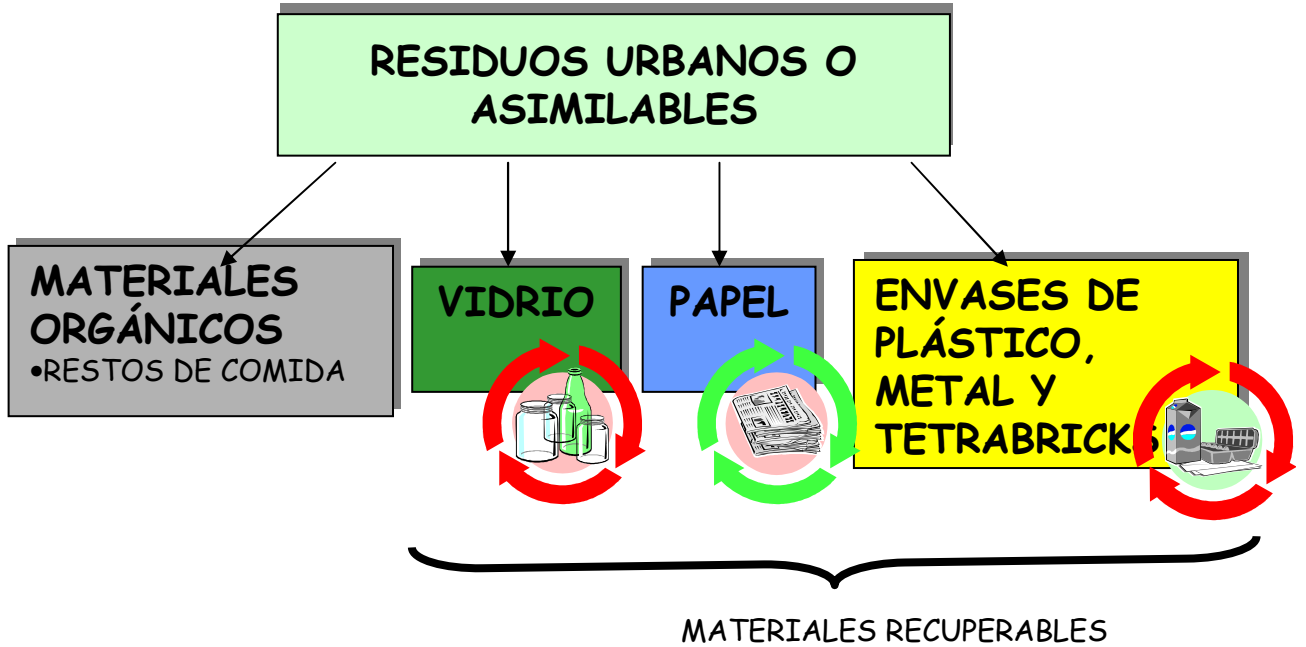 RESIDUOS URBANOS O
ASIMILABLES
MATERIALES
ORGÁNICOS
•RESTOS DE COMIDA
VIDRIO
PAPEL
ENVASES DE
PLÁSTICO,
METAL Y
TETRABRICKS
MATERIALES RECUPERABLES